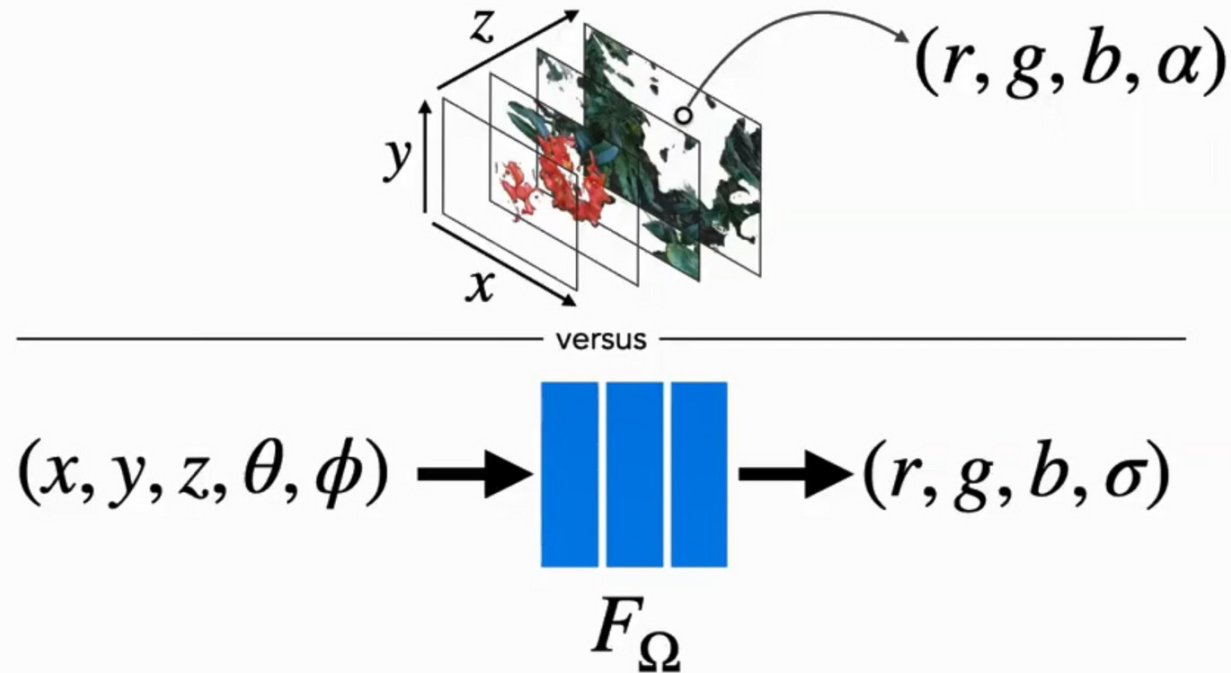 z
(r, g, b, α)
y
x
versus
(x, y, z, θ, ϕ)
(r, g, b, σ)
F_Ω